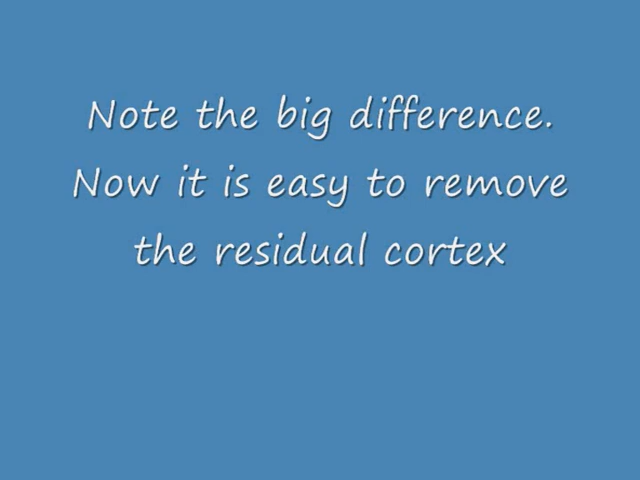 Note the big difference.
Now it is easy to remove
the residual cortex